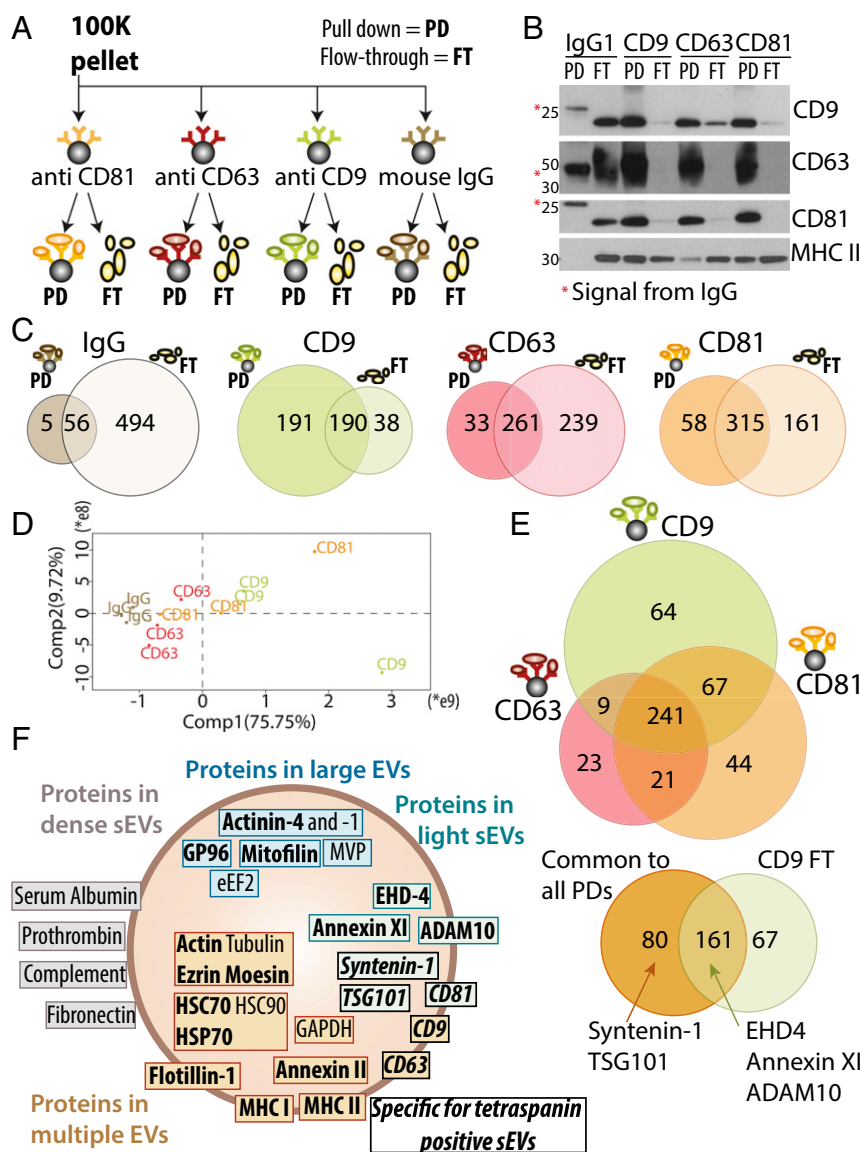 A
100K
pellet
Pull down = PD
Flow-through = FT
anti CD81
anti CD63
anti CD9
mouse IgG
PD FT PD FT PD FT PD FT
B
IgG1 CD9 CD63 CD81
PD FT PD FT PD FT PD FT
* 25
CD9
50
* 30
CD63
* 25
CD81
30
MHC II
* Signal from IgG
C
IgG
PD
FT
5 56 494
CD9
PD
FT
191 190 38
CD63
PD
FT
33 261 239
CD81
PD
FT
58 315 161
D
(*e8)
Comp2(9.72%)
10
5
0
-5
-10
CD81
CD9
CD9
CD63
CD81
CD81
IgG
IgG
IgG
CD63
CD63
CD9
-1 0 1 2 3 (*e9)
Comp1(75.75%)
E
CD9
64
CD63
CD81
9
67
241
23
21
44
Common to
all PDs
CD9 FT
80 161 67
Syntenin-1
TSG101
EHD4
Annexin XI
ADAM10
F
Proteins in large EVs
Proteins in
dense sEVs
Proteins in
light sEVs
Actinin-4 and -1
GP96 Mitofilin MVP
eEF2
EHD-4
Annexin XI ADAM10
Serum Albumin
Prothrombin
Complement
Fibronectin
Actin Tubulin
Ezrin Moesin
Syntenin-1
TSG101 CD81
HSC70 HSC90
HSP70
GAPDH
CD9
Flotillin-1
Annexin II
CD63
MHC I MHC II
Proteins in
multiple EVs
Specific for tetraspanin
positive sEVs